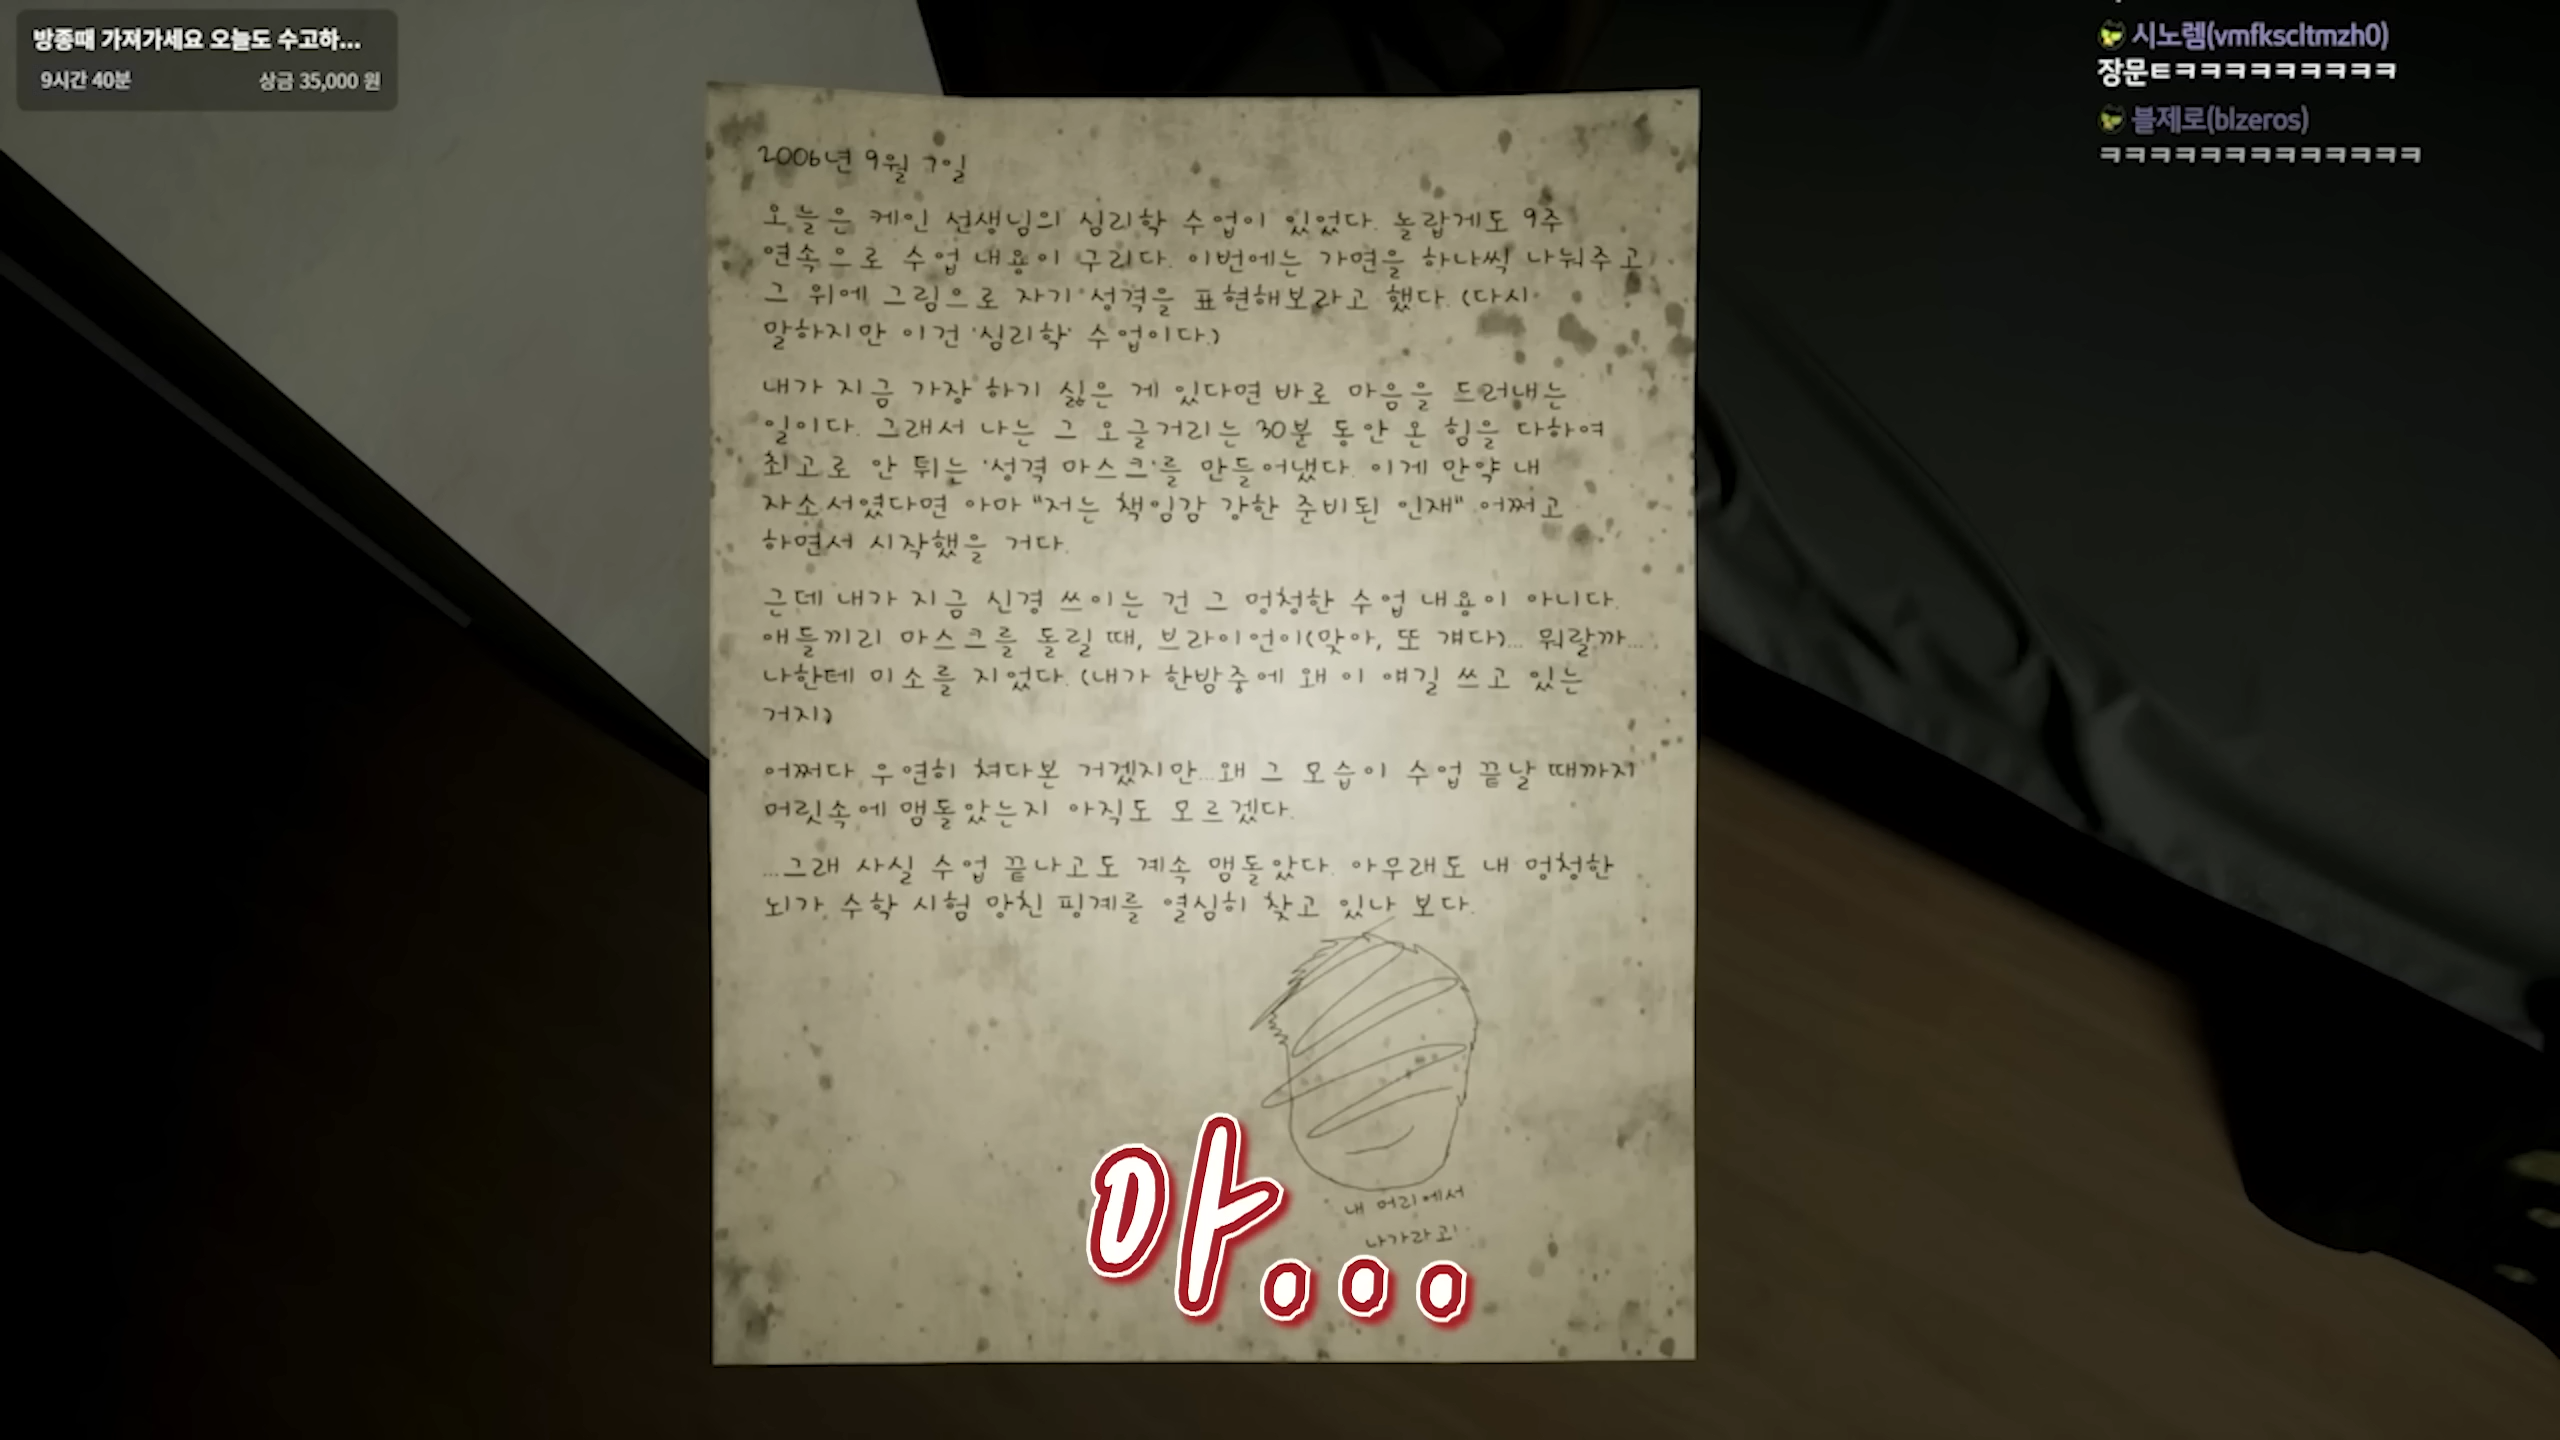 방종때 가져가세요 오늘도 수고하...
9시간 40분 상금 35,000 원
시노렘(vmfkscltmzh0)
장문ㅌㅋㅋㅋㅋㅋㅋㅋㅋㅋ
블제로(blzeros)
ㅋㅋㅋㅋㅋㅋㅋㅋㅋㅋㅋㅋㅋ
2006년 9월 7일
오늘은 케인 선생님의 심리학 수업이 있었다. 놀랍게도 9주
연속으로 수업 내용이 구리다. 이번에는 가면을 하나씩 나눠주고
그 위에 그림으로 자기 성격을 표현해보라고 했다. (다시
말하지만 이건 '심리학' 수업이다.)
내가 지금 가장 하기 싫은 게 있다면 바로 마음을 드러내는
일이다. 그래서 나는 그 오글거리는 30분 동안 온 힘을 다하여
최고로 안 튀는 '성격 마스크'를 만들어냈다. 이게 만약 내
자소서였다면 아마 "저는 책임감 강한 준비된 인재" 어쩌고
하면서 시작했을 거다.
근데 내가 지금 신경 쓰이는 건 그 멍청한 수업 내용이 아니다.
애들끼리 마스크를 돌릴 때, 브라이언이(맞아, 또 걔다)... 뭐랄까...
나한테 미소를 지었다. (내가 한밤중에 왜 이 얘길 쓰고 있는
거지)
어쩌다 우연히 쳐다본 거겠지만...왜 그 모습이 수업 끝날 때까지
머릿속에 맴돌았는지 아직도 모르겠다.
...그래 사실 수업 끝나고도 계속 맴돌았다. 아무래도 내 멍청한
뇌가 수학 시험 망친 핑계를 열심히 찾고 있나 보다.
내 머리에서
나가라고!
야...